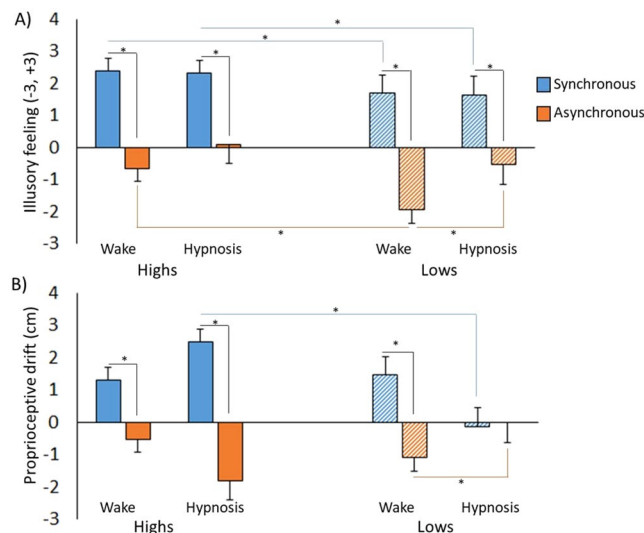 A)
Illusory feeling (-3, +3)
4
3
2
1
0
-1
-2
-3
* * * * * *
* *
Synchronous
Asynchronous
Wake Hypnosis Wake Hypnosis
Highs Lows
B)
Proprioceptive drift (cm)
4
3
2
1
0
-1
-2
-3
* * * *
*
Wake Hypnosis Wake Hypnosis
Highs Lows